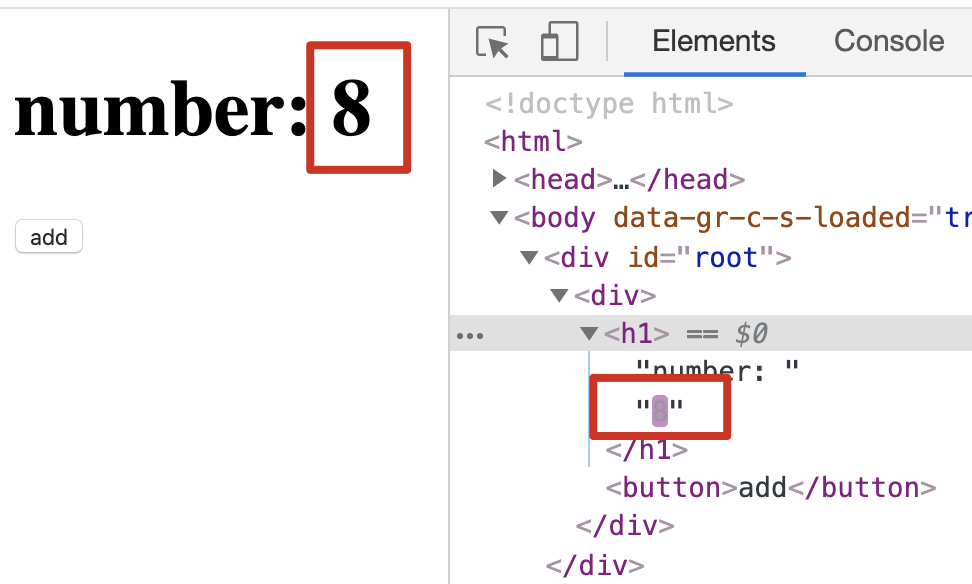 number: 8
add
Elements Console
<!doctype html>
<html>
<head>…</head>
<body data-gr-c-s-loaded="tr
<div id="root">
<div>
<h1> == $0
"number: "
"8"
</h1>
<button>add</button>
</div>
</div>